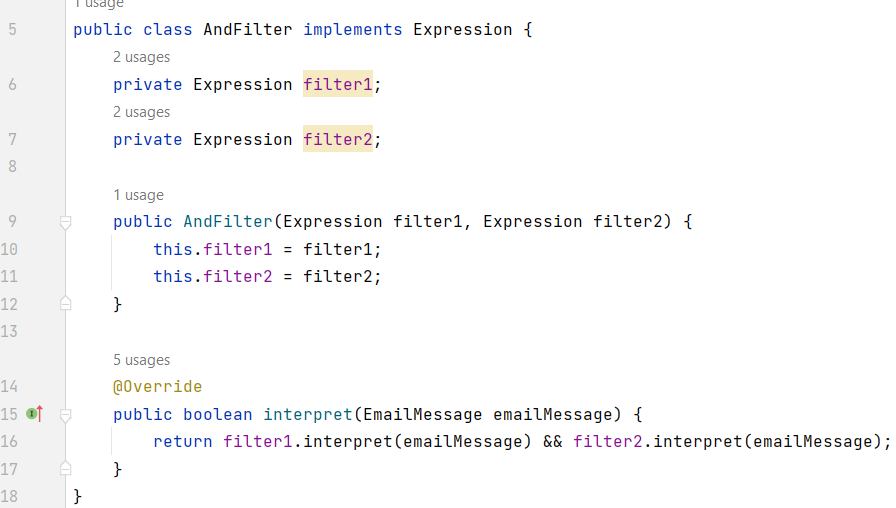 1 usage
5 public class AndFilter implements Expression {
2 usages
6 private Expression filter1;
2 usages
7 private Expression filter2;
8
1 usage
9 public AndFilter(Expression filter1, Expression filter2) {
10 this.filter1 = filter1;
11 this.filter2 = filter2;
12 }
13
5 usages
14 @Override
15 public boolean interpret(EmailMessage emailMessage) {
16 return filter1.interpret(emailMessage) && filter2.interpret(emailMessage);
17 }
18 }